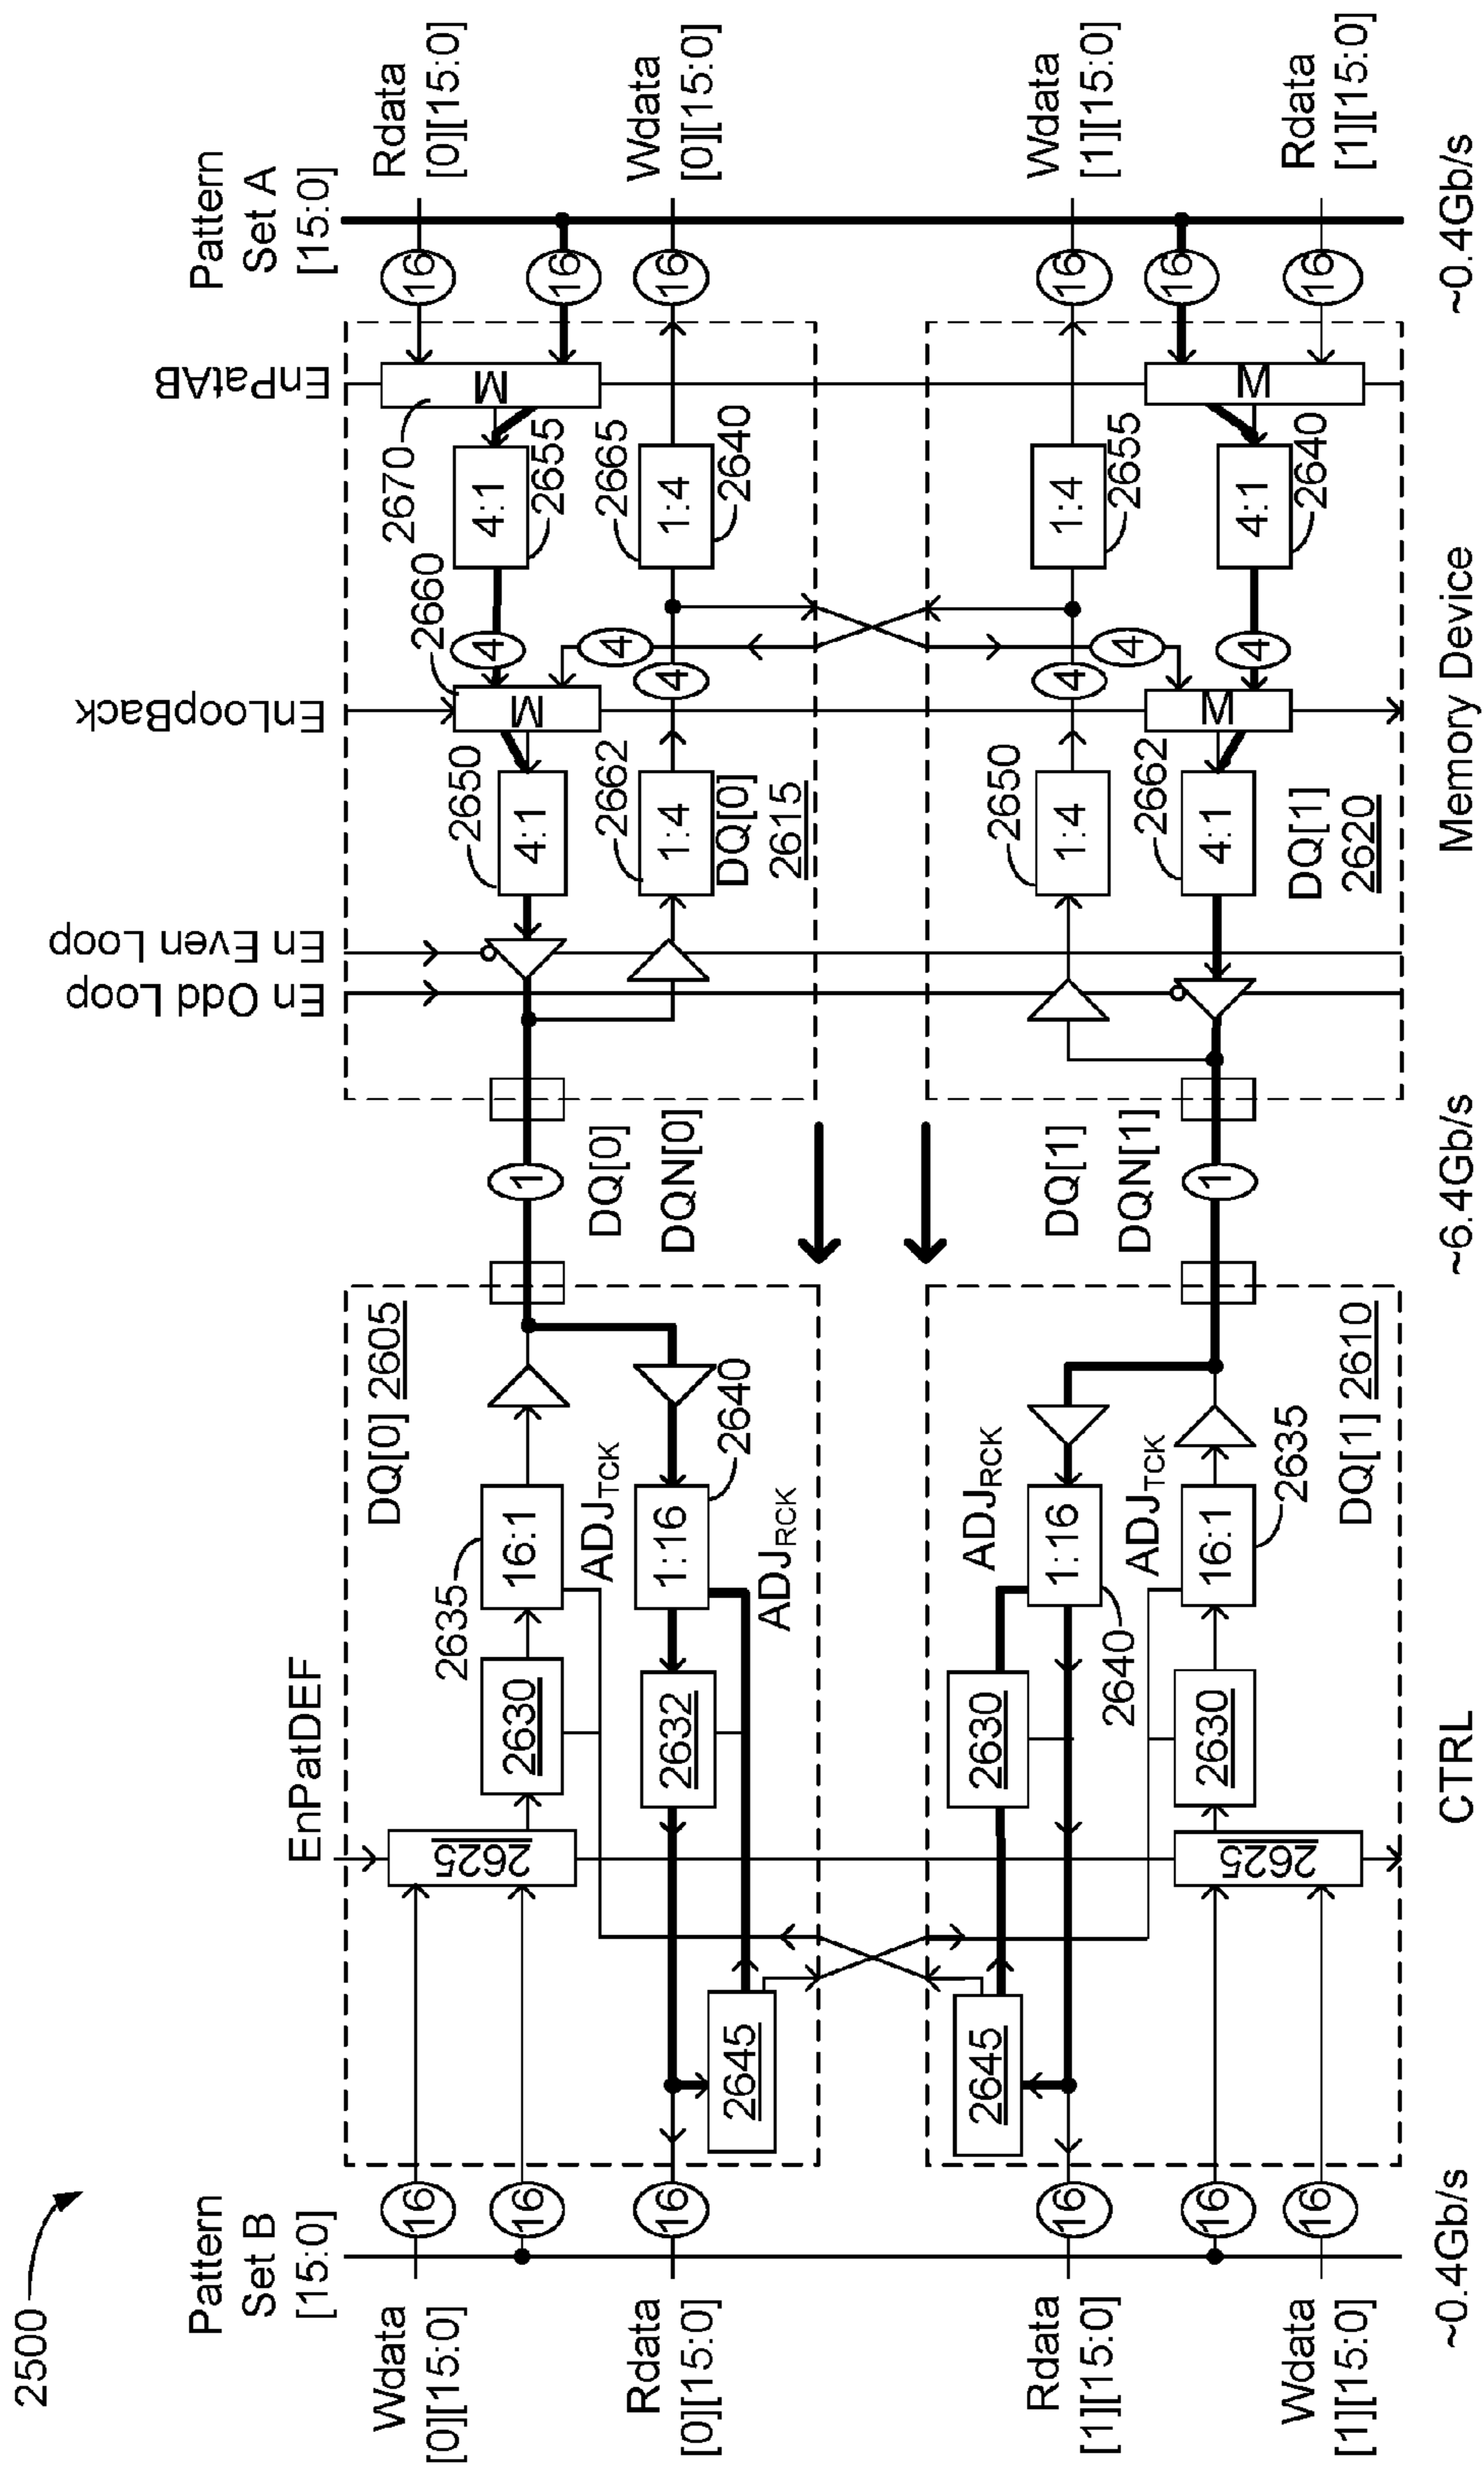 2500
Pattern
Set B
[15:0]
Wdata
[0][15:0]
Rdata
[0][15:0]
Rdata
[1][15:0]
Wdata
[1][15:0]
~0.4Gb/s
16
16
16
16
16
16
EnPatDEF
DQ[0] 2605
2625
2630
2635
16:1
ADJTCK
2632
1:16
2640
ADJRCK
2645
2645
2630
ADJRCK
1:16
2640
ADJTCK
2625
2630
16:1
2635
DQ[1] 2610
CTRL
1
DQ[0]
DQN[0]
DQ[1]
DQN[1]
1
~6.4Gb/s
En Odd Loop
En Even Loop
EnLoopBack
EnPatAB
2650
4:1
2662
1:4
DQ[0]
2615
2660
M
4
4
4
2670
4:1
2655
2665
1:4
2640
M
2650
1:4
2662
4:1
DQ[1]
2620
4
4
4
M
1:4
2655
4:1
2640
M
Memory Device
16
16
16
16
16
16
Pattern
Set A
[15:0]
Rdata
[0][15:0]
Wdata
[0][15:0]
Wdata
[1][15:0]
Rdata
[1][15:0]
~0.4Gb/s